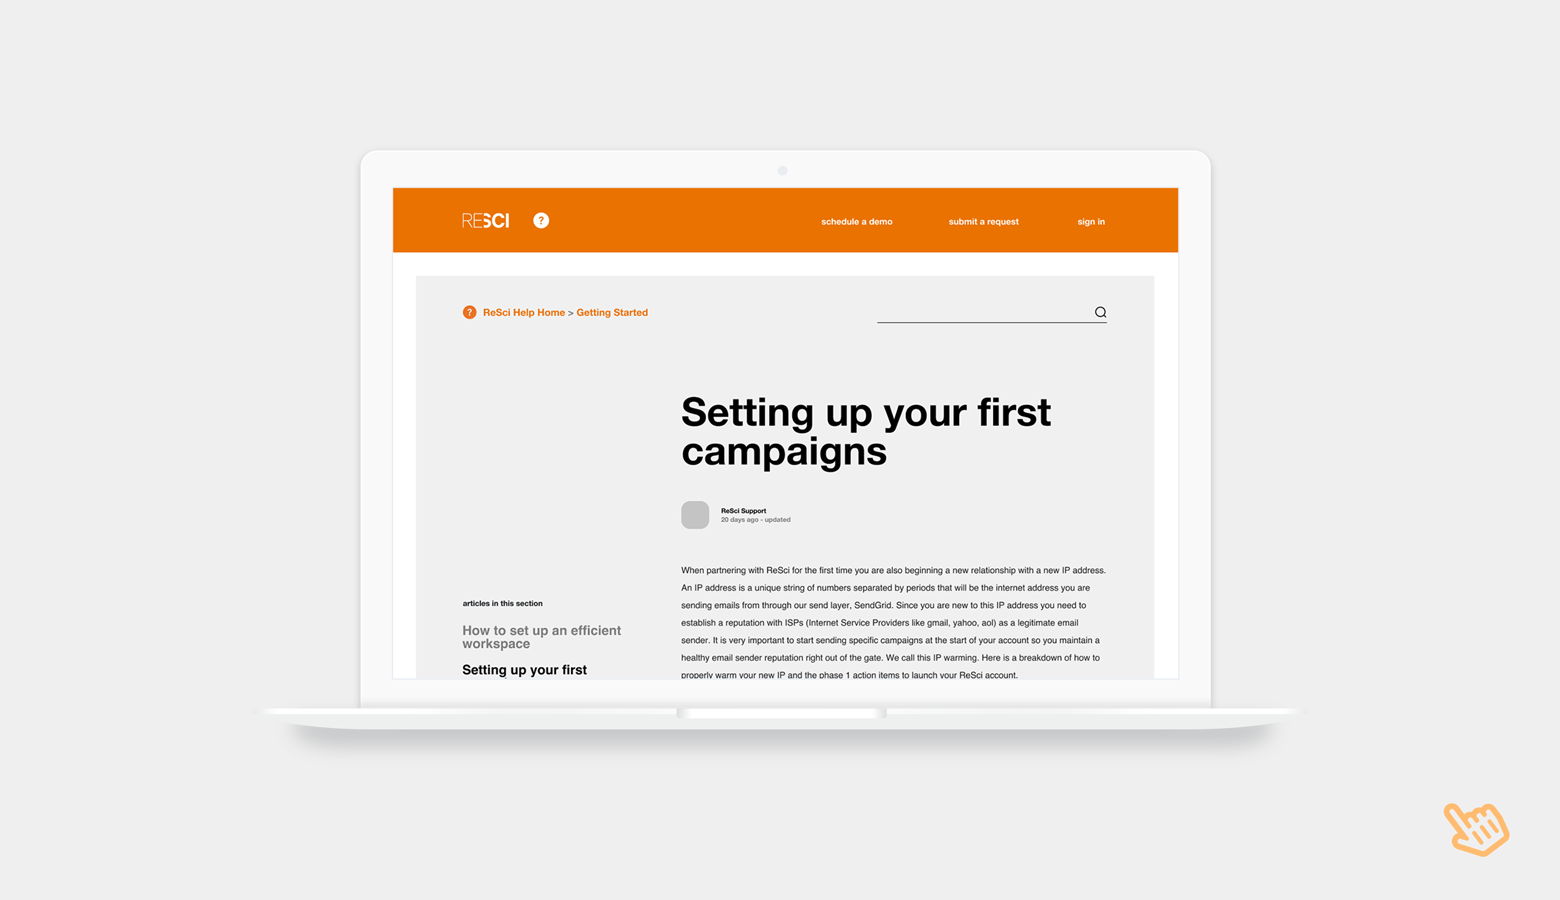 RESCI ? schedule a demo submit a request sign in
? ReSci Help Home > Getting Started
Setting up your first
campaigns
ReSci Support
20 days ago - updated
When partnering with ReSci for the first time you are also beginning a new relationship with a new IP address.
An IP address is a unique string of numbers separated by periods that will be the internet address you are
sending emails from through our send layer, SendGrid. Since you are new to this IP address you need to
establish a reputation with ISPs (Internet Service Providers like gmail, yahoo, aol) as a legitimate email
sender. It is very important to start sending specific campaigns at the start of your account so you maintain a
healthy email sender reputation right out of the gate. We call this IP warming. Here is a breakdown of how to
properly warm your new IP and the phase 1 action items to launch your ReSci account.
articles in this section
How to set up an efficient
workspace
Setting up your first